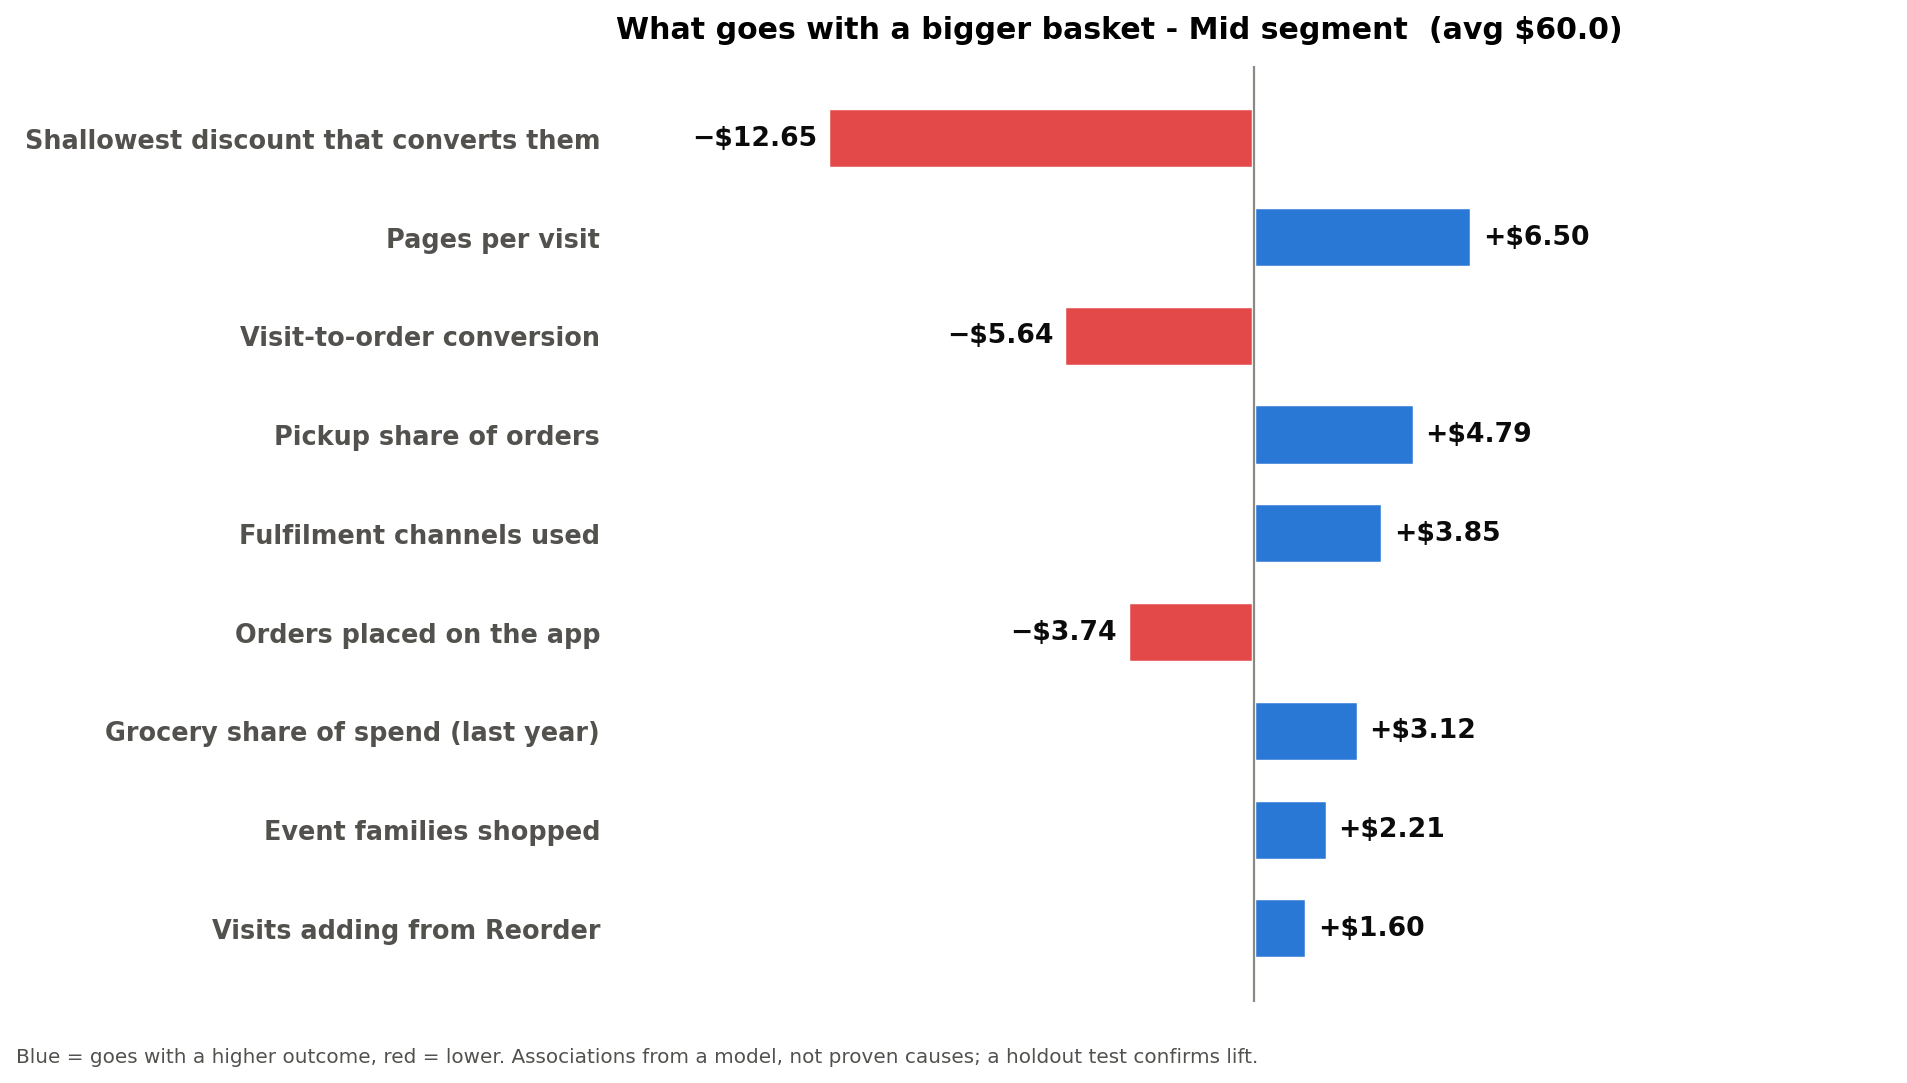 What goes with a bigger basket - Mid segment  (avg $60.0)
Shallowest discount that converts them −$12.65
Pages per visit +$6.50
Visit-to-order conversion −$5.64
Pickup share of orders +$4.79
Fulfilment channels used +$3.85
Orders placed on the app −$3.74
Grocery share of spend (last year) +$3.12
Event families shopped +$2.21
Visits adding from Reorder +$1.60
Blue = goes with a higher outcome, red = lower. Associations from a model, not proven causes; a holdout test confirms lift.